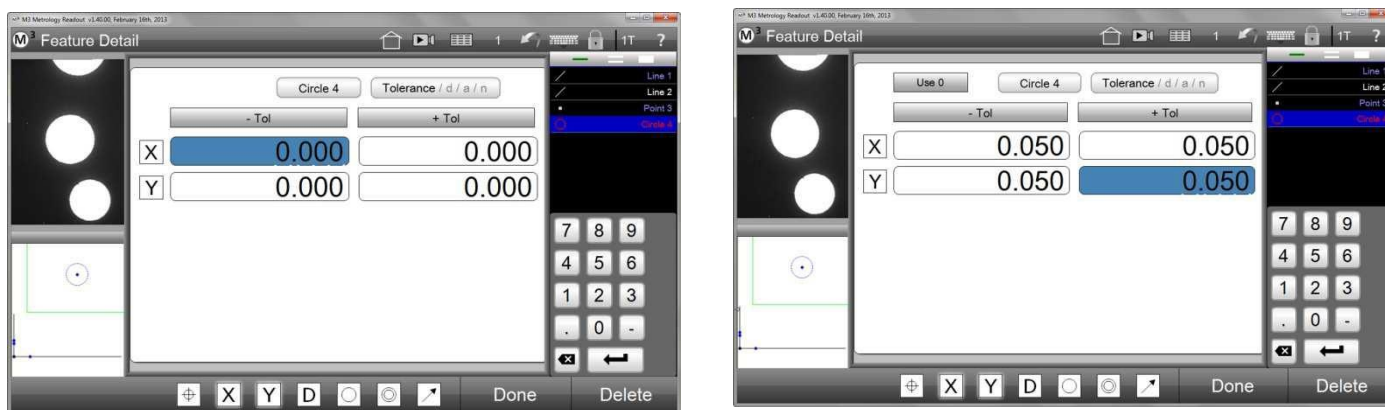 M3 Metrology Readout v1.40.00, February 16th, 2013
M3 Feature Detail
1
1T ?
Circle 4
Tolerance / d / a / n
- Tol
+ Tol
X
0.000
0.000
Y
0.000
0.000
Line 1
Line 2
Point 3
Circle 4
7 8 9
4 5 6
1 2 3
. 0 -
X Y D
Done
Delete
M3 Metrology Readout v1.40.00, February 16th, 2013
M3 Feature Detail
1
1T ?
Use 0
Circle 4
Tolerance / d / a / n
- Tol
+ Tol
X
0.050
0.050
Y
0.050
0.050
Line 1
Line 2
Point 3
Circle 4
7 8 9
4 5 6
1 2 3
. 0 -
X Y D
Done
Delete